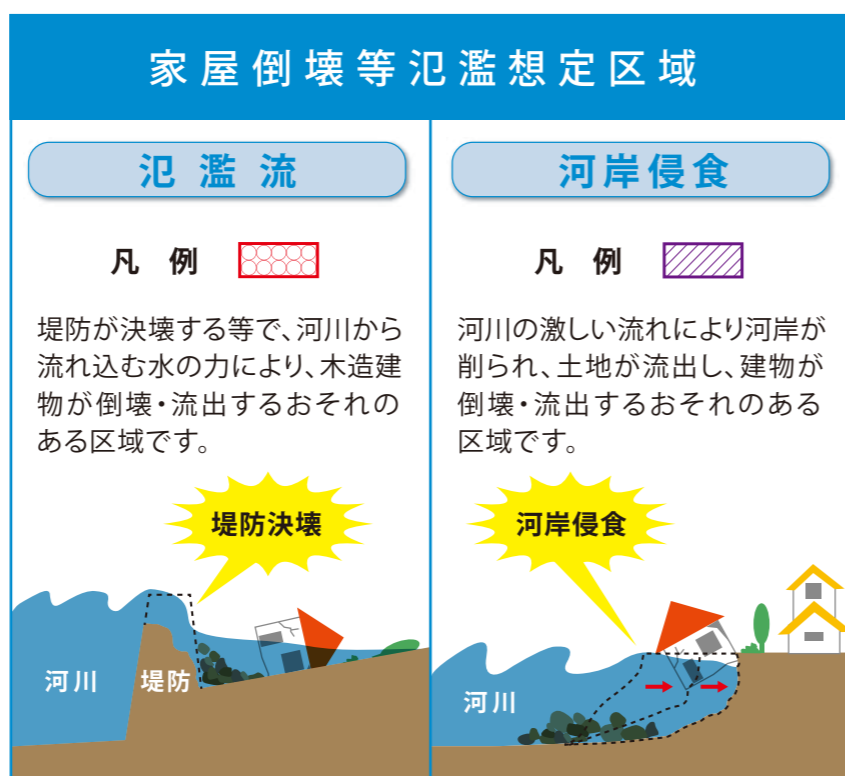 家屋倒壊等氾濫想定区域
氾濫流
凡例
堤防が決壊する等で、河川から
流れ込む水の力により、木造建
物が倒壊・流出するおそれの
ある区域です。
堤防決壊
河川
堤防
河岸侵食
凡例
河川の激しい流れにより河岸が
削られ、土地が流出し、建物が
倒壊・流出するおそれのある
区域です。
河岸侵食
河川